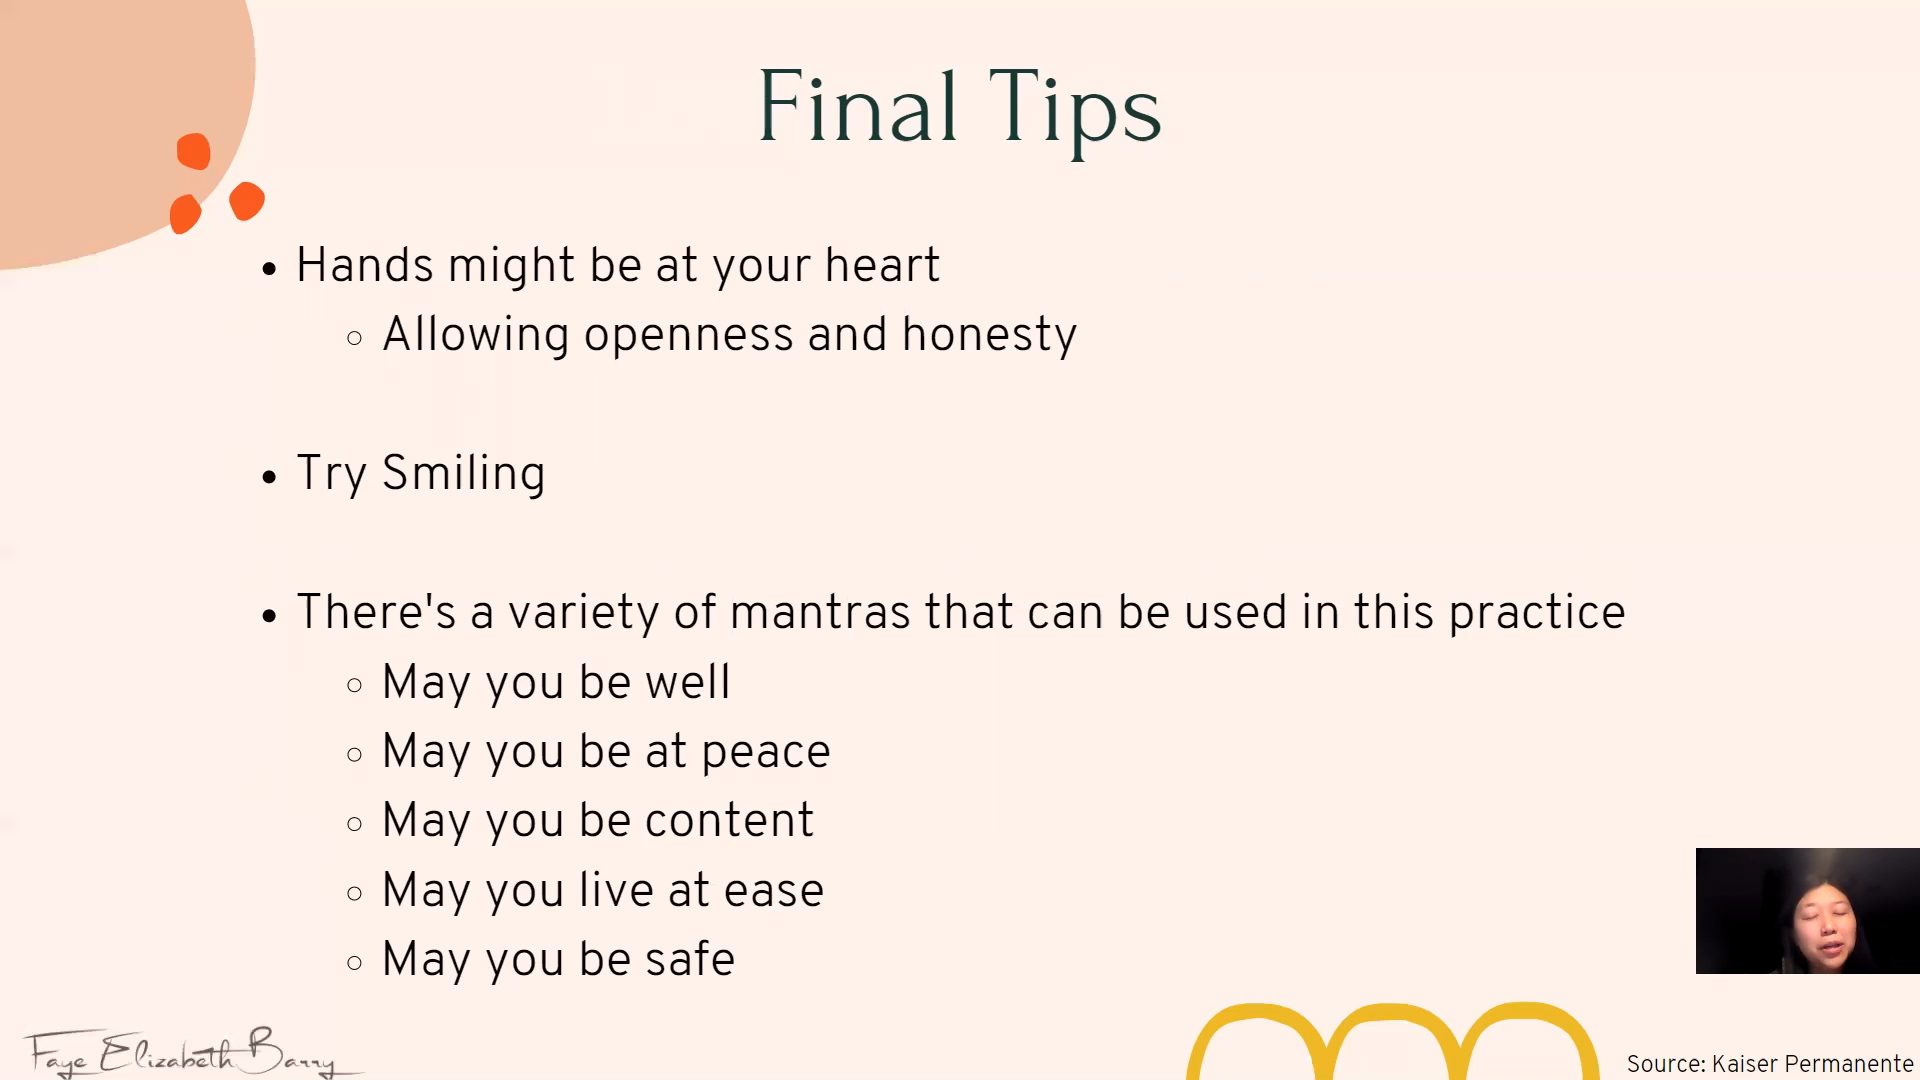 Final Tips
Hands might be at your heart
Allowing openness and honesty
Try Smiling
There's a variety of mantras that can be used in this practice
May you be well
May you be at peace
May you be content
May you live at ease
May you be safe
Faye Elizabeth Barry
Source: Kaiser Permanente